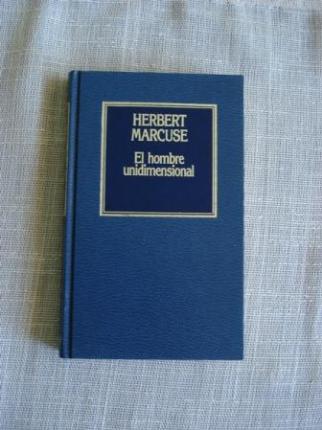 HERBERT
MARCUSE
El hombre
unidimensional